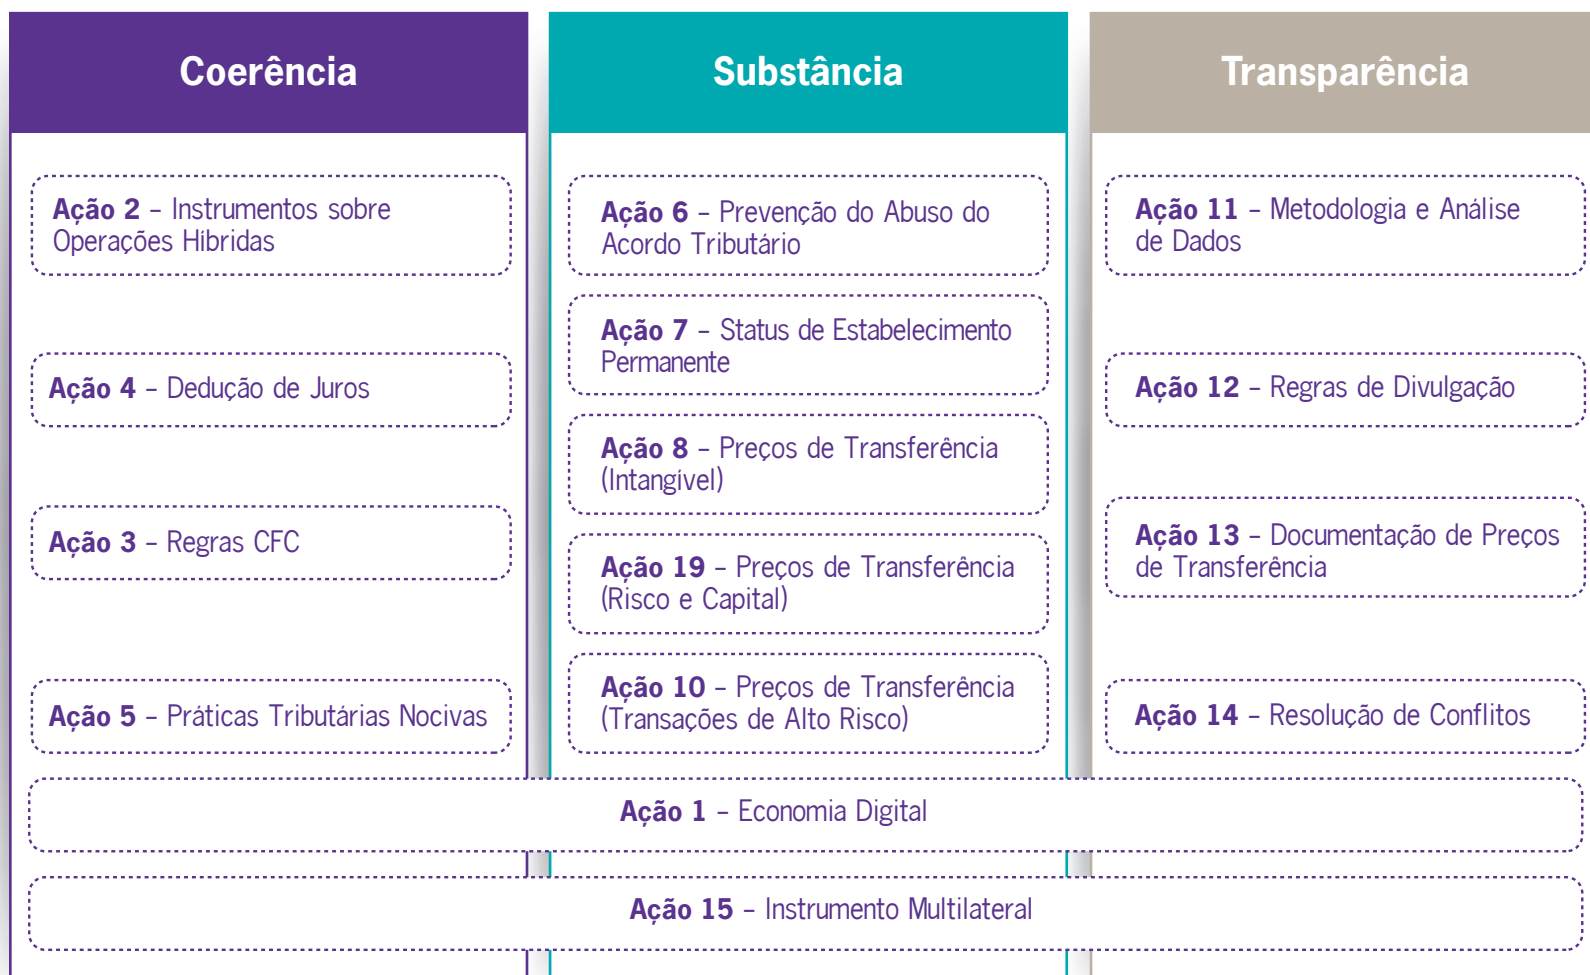 Coerência
Ação 2 – Instrumentos sobre
Operações Híbridas
Ação 4 – Dedução de Juros
Ação 3 – Regras CFC
Ação 5 – Práticas Tributárias Nocivas
Substância
Ação 6 – Prevenção do Abuso do
Acordo Tributário
Ação 7 – Status de Estabelecimento
Permanente
Ação 8 – Preços de Transferência
(Intangível)
Ação 19 – Preços de Transferência
(Risco e Capital)
Ação 10 – Preços de Transferência
(Transações de Alto Risco)
Transparência
Ação 11 – Metodologia e Análise
de Dados
Ação 12 – Regras de Divulgação
Ação 13 – Documentação de Preços
de Transferência
Ação 14 – Resolução de Conflitos
Ação 1 – Economia Digital
Ação 15 – Instrumento Multilateral